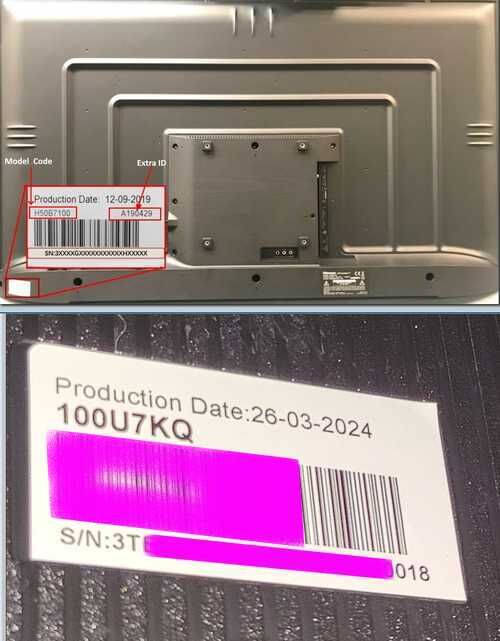 Model Code
Extra ID
Production Date: 12-09-2019
H50B7100 A190429
SN:3XXXXGXXXXXXXXXXXHXXXXX
Production Date:26-03-2024
100U7KQ
S/N:3T 018